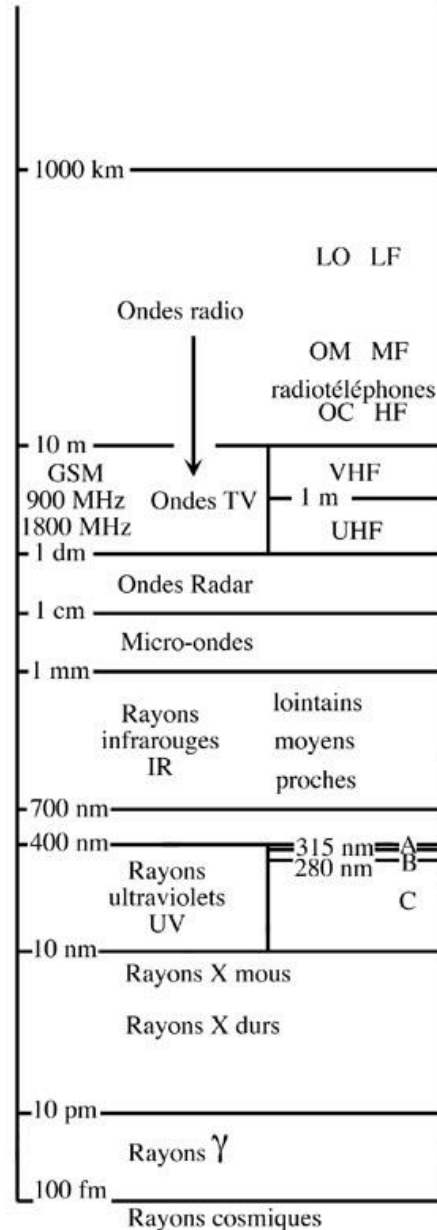 1000 km
LO LF
Ondes radio
OM MF
radiotéléphones
OC HF
10 m
GSM
900 MHz
1800 MHz
Ondes TV
VHF
1 m
UHF
1 dm
Ondes Radar
1 cm
Micro-ondes
1 mm
Rayons
infrarouges
IR
lointains
moyens
proches
700 nm
400 nm
315 nm A
280 nm B
C
Rayons
ultraviolets
UV
10 nm
Rayons X mous
Rayons X durs
10 pm
Rayons γ
100 fm
Rayons cosmiques